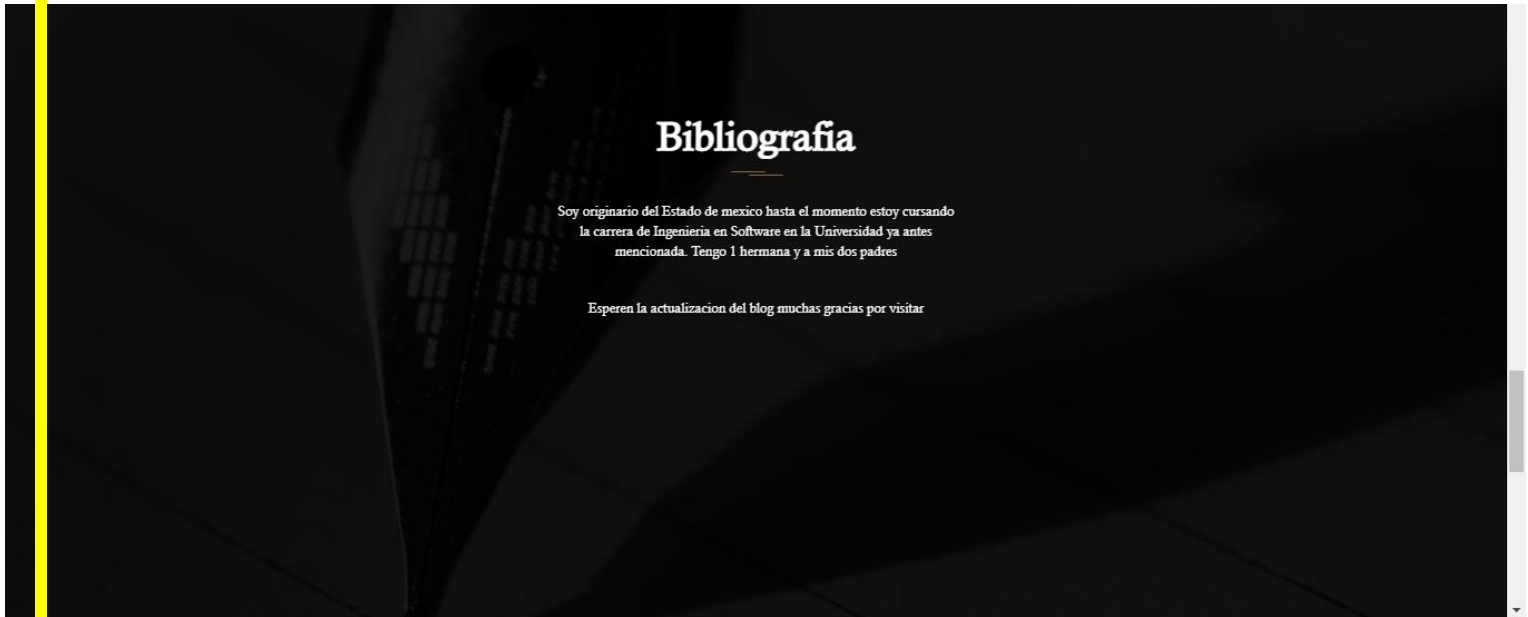 Bibliografia
Soy originario del Estado de mexico hasta el momento estoy cursando
la carrera de Ingenieria en Software en la Universidad ya antes
mencionada. Tengo 1 hermana y a mis dos padres
Esperen la actualizacion del blog muchas gracias por visitar